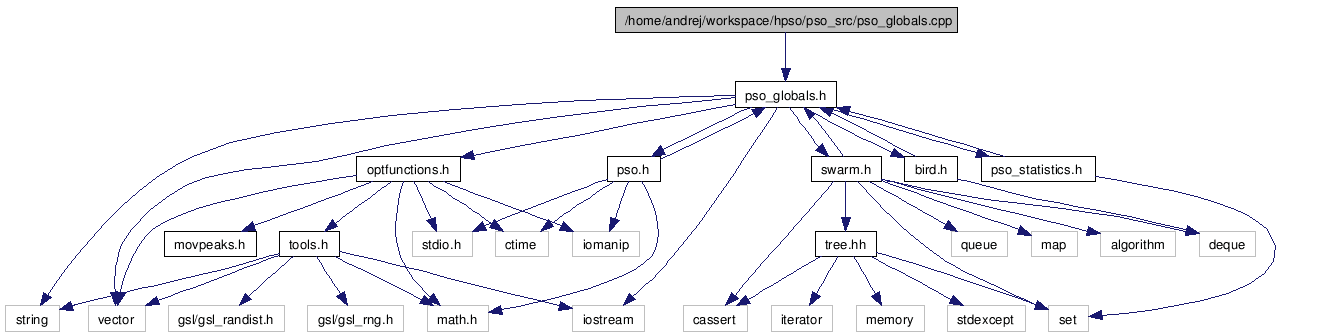 /home/andrej/workspace/hpso/pso_src/pso_globals.cpp
pso_globals.h
optfunctions.h
pso.h
swarm.h
bird.h
pso_statistics.h
movpeaks.h
tools.h
stdio.h
ctime
iomanip
tree.hh
queue
map
algorithm
deque
string
vector
gsl/gsl_randist.h
gsl/gsl_rng.h
math.h
iostream
cassert
iterator
memory
stdexcept
set